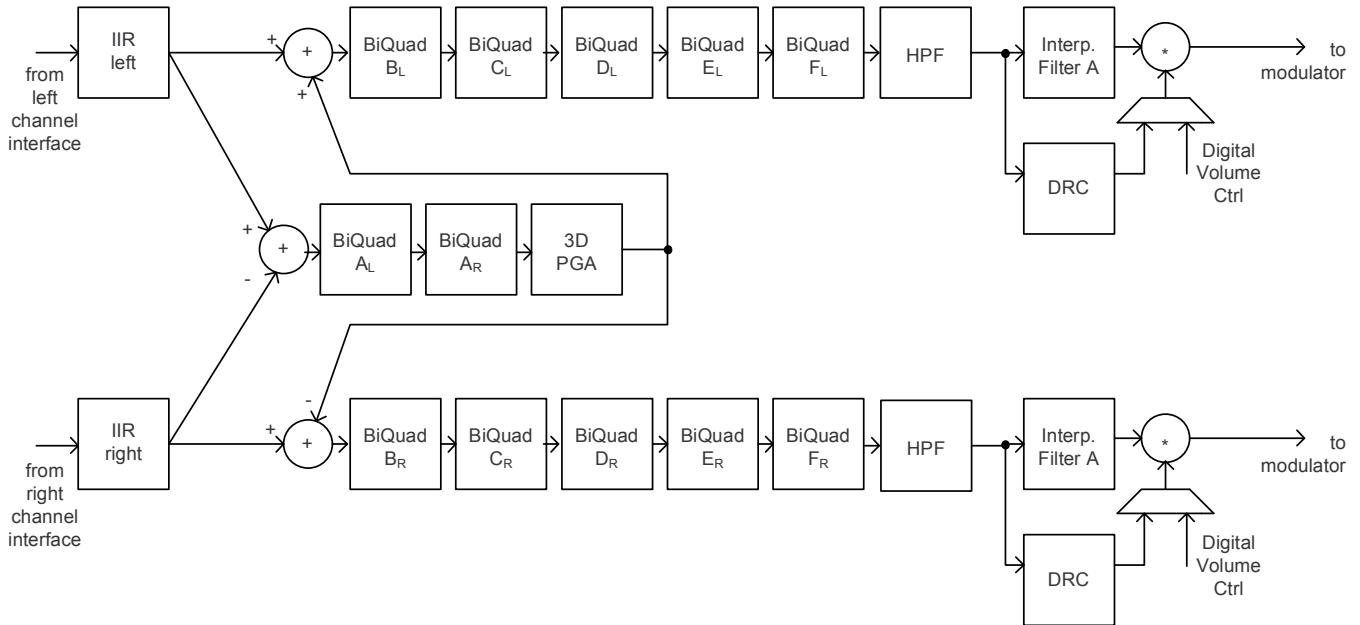 IIR
left
from
left
channel
interface
+
+
+
BiQuad
BL
BiQuad
CL
BiQuad
DL
BiQuad
EL
BiQuad
FL
HPF
Interp.
Filter A
*
to
modulator
DRC
Digital
Volume
Ctrl
+
-
+
BiQuad
AL
BiQuad
AR
3D
PGA
IIR
right
from
right
channel
interface
+
-
+
BiQuad
BR
BiQuad
CR
BiQuad
DR
BiQuad
ER
BiQuad
FR
HPF
Interp.
Filter A
*
to
modulator
DRC
Digital
Volume
Ctrl